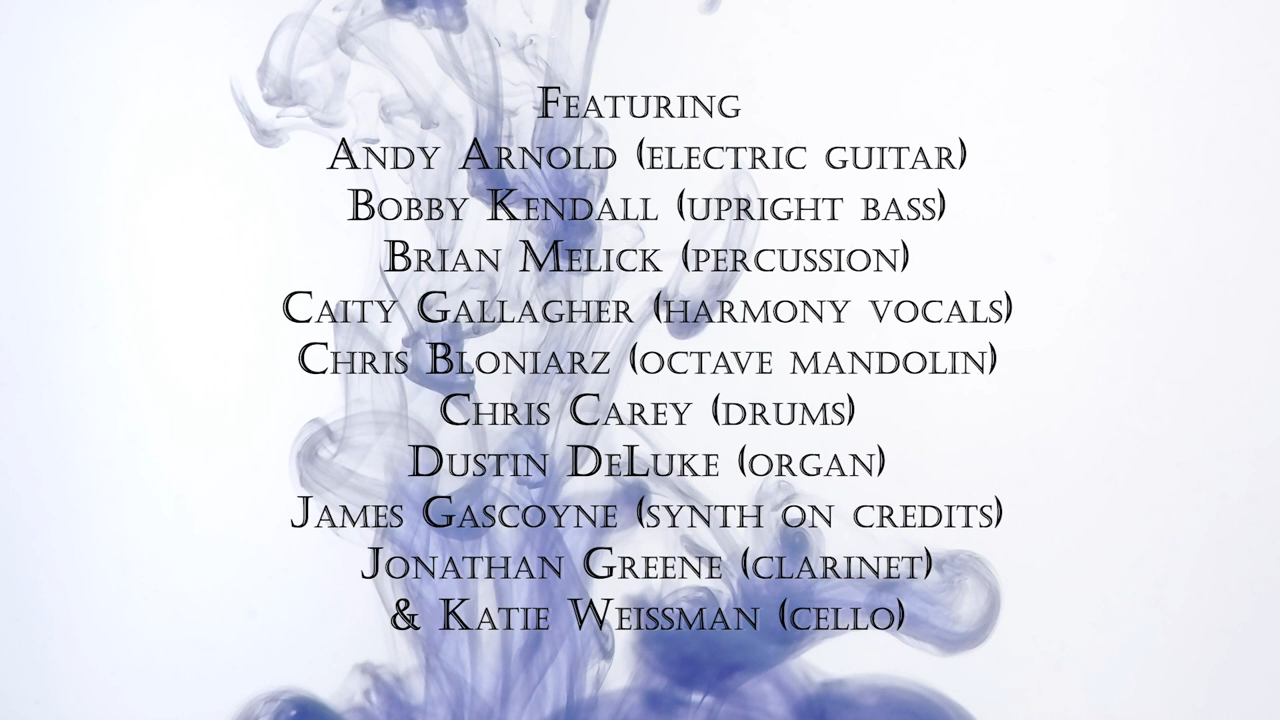 Featuring
Andy Arnold (electric guitar)
Bobby Kendall (upright bass)
Brian Melick (percussion)
Caity Gallagher (harmony vocals)
Chris Bloniarz (octave mandolin)
Chris Carey (drums)
Dustin DeLuke (organ)
James Gascoyne (synth on credits)
Jonathan Greene (clarinet)
& Katie Weissman (cello)